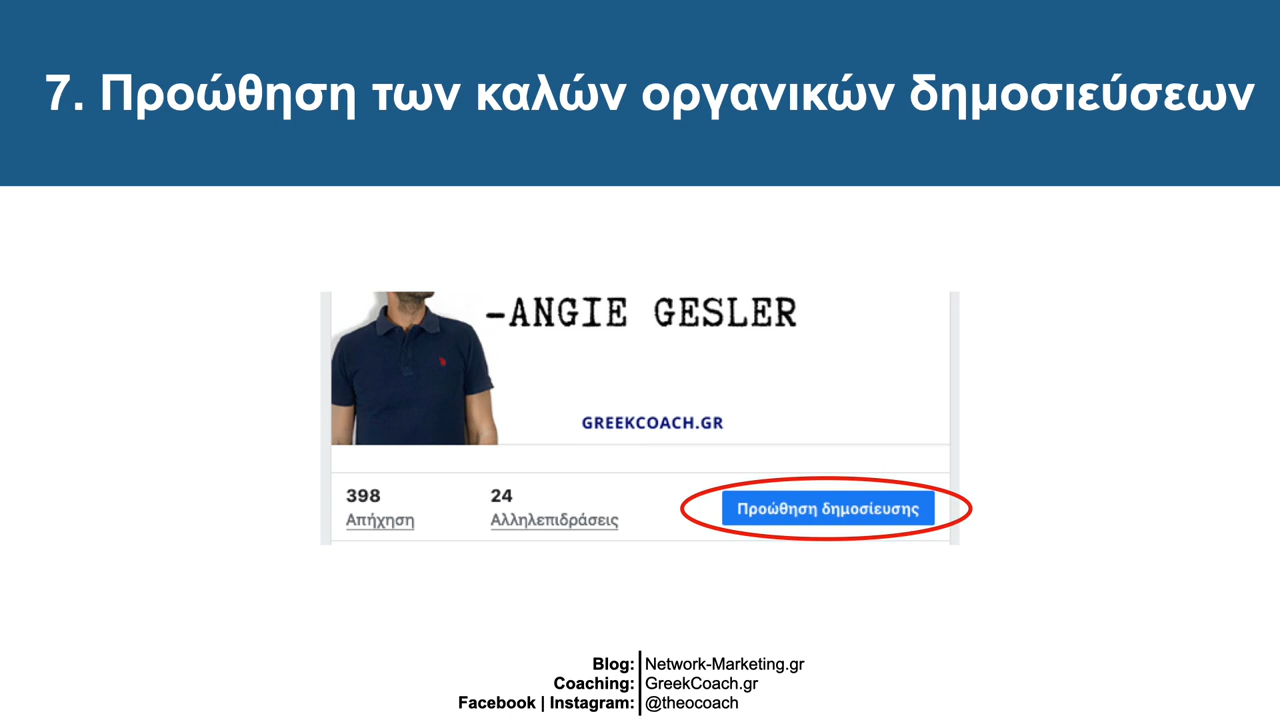 7. Προώθηση των καλών οργανικών δημοσιεύσεων
-ANGIE GESLER
GREEKCOACH.GR
398 24 Προώθηση δημοσίευσης
Απήχηση Αλληλεπιδράσεις
Blog: Network-Marketing.gr
Coaching: GreekCoach.gr
Facebook | Instagram: @theocoach